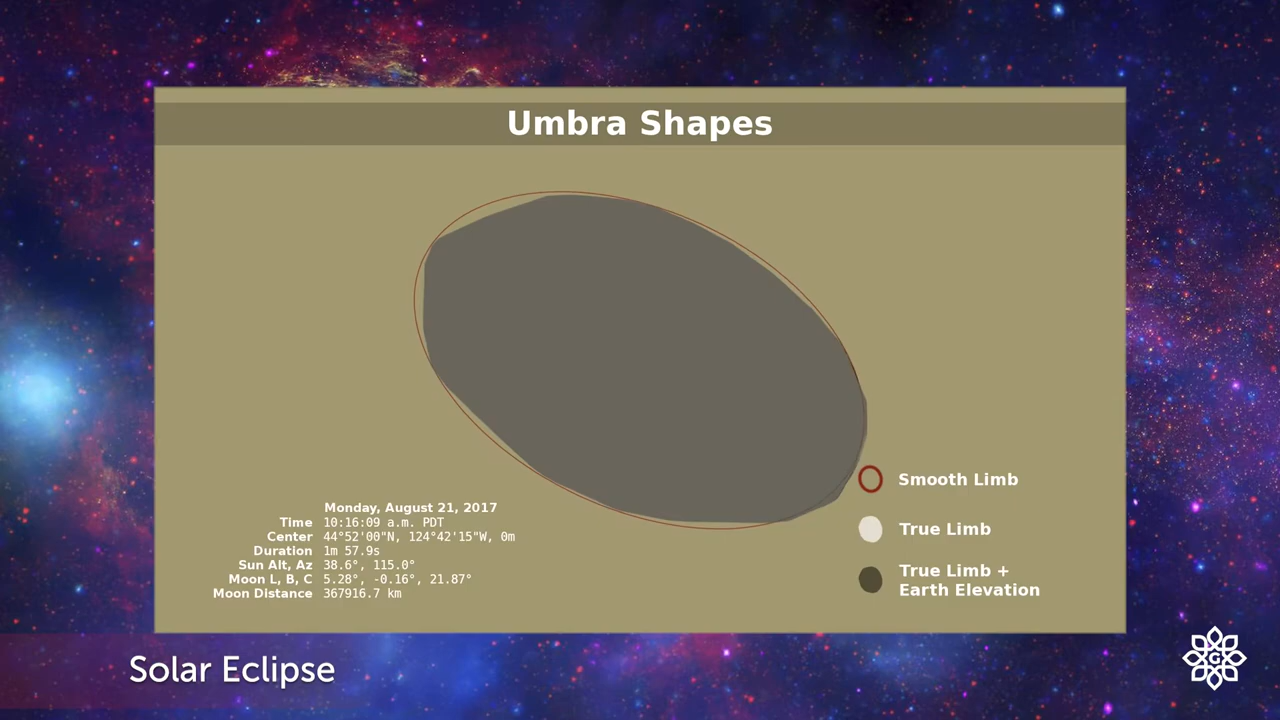 Umbra Shapes
Smooth Limb
True Limb
True Limb +
Earth Elevation
Monday, August 21, 2017
Time 10:16:09 a.m. PDT
Center 44°52'00"N, 124°42'15"W, 0m
Duration 1m 57.9s
Sun Alt, Az 38.6°, 115.0°
Moon L, B, C 5.28°, -0.16°, 21.87°
Moon Distance 367916.7 km
Solar Eclipse
G